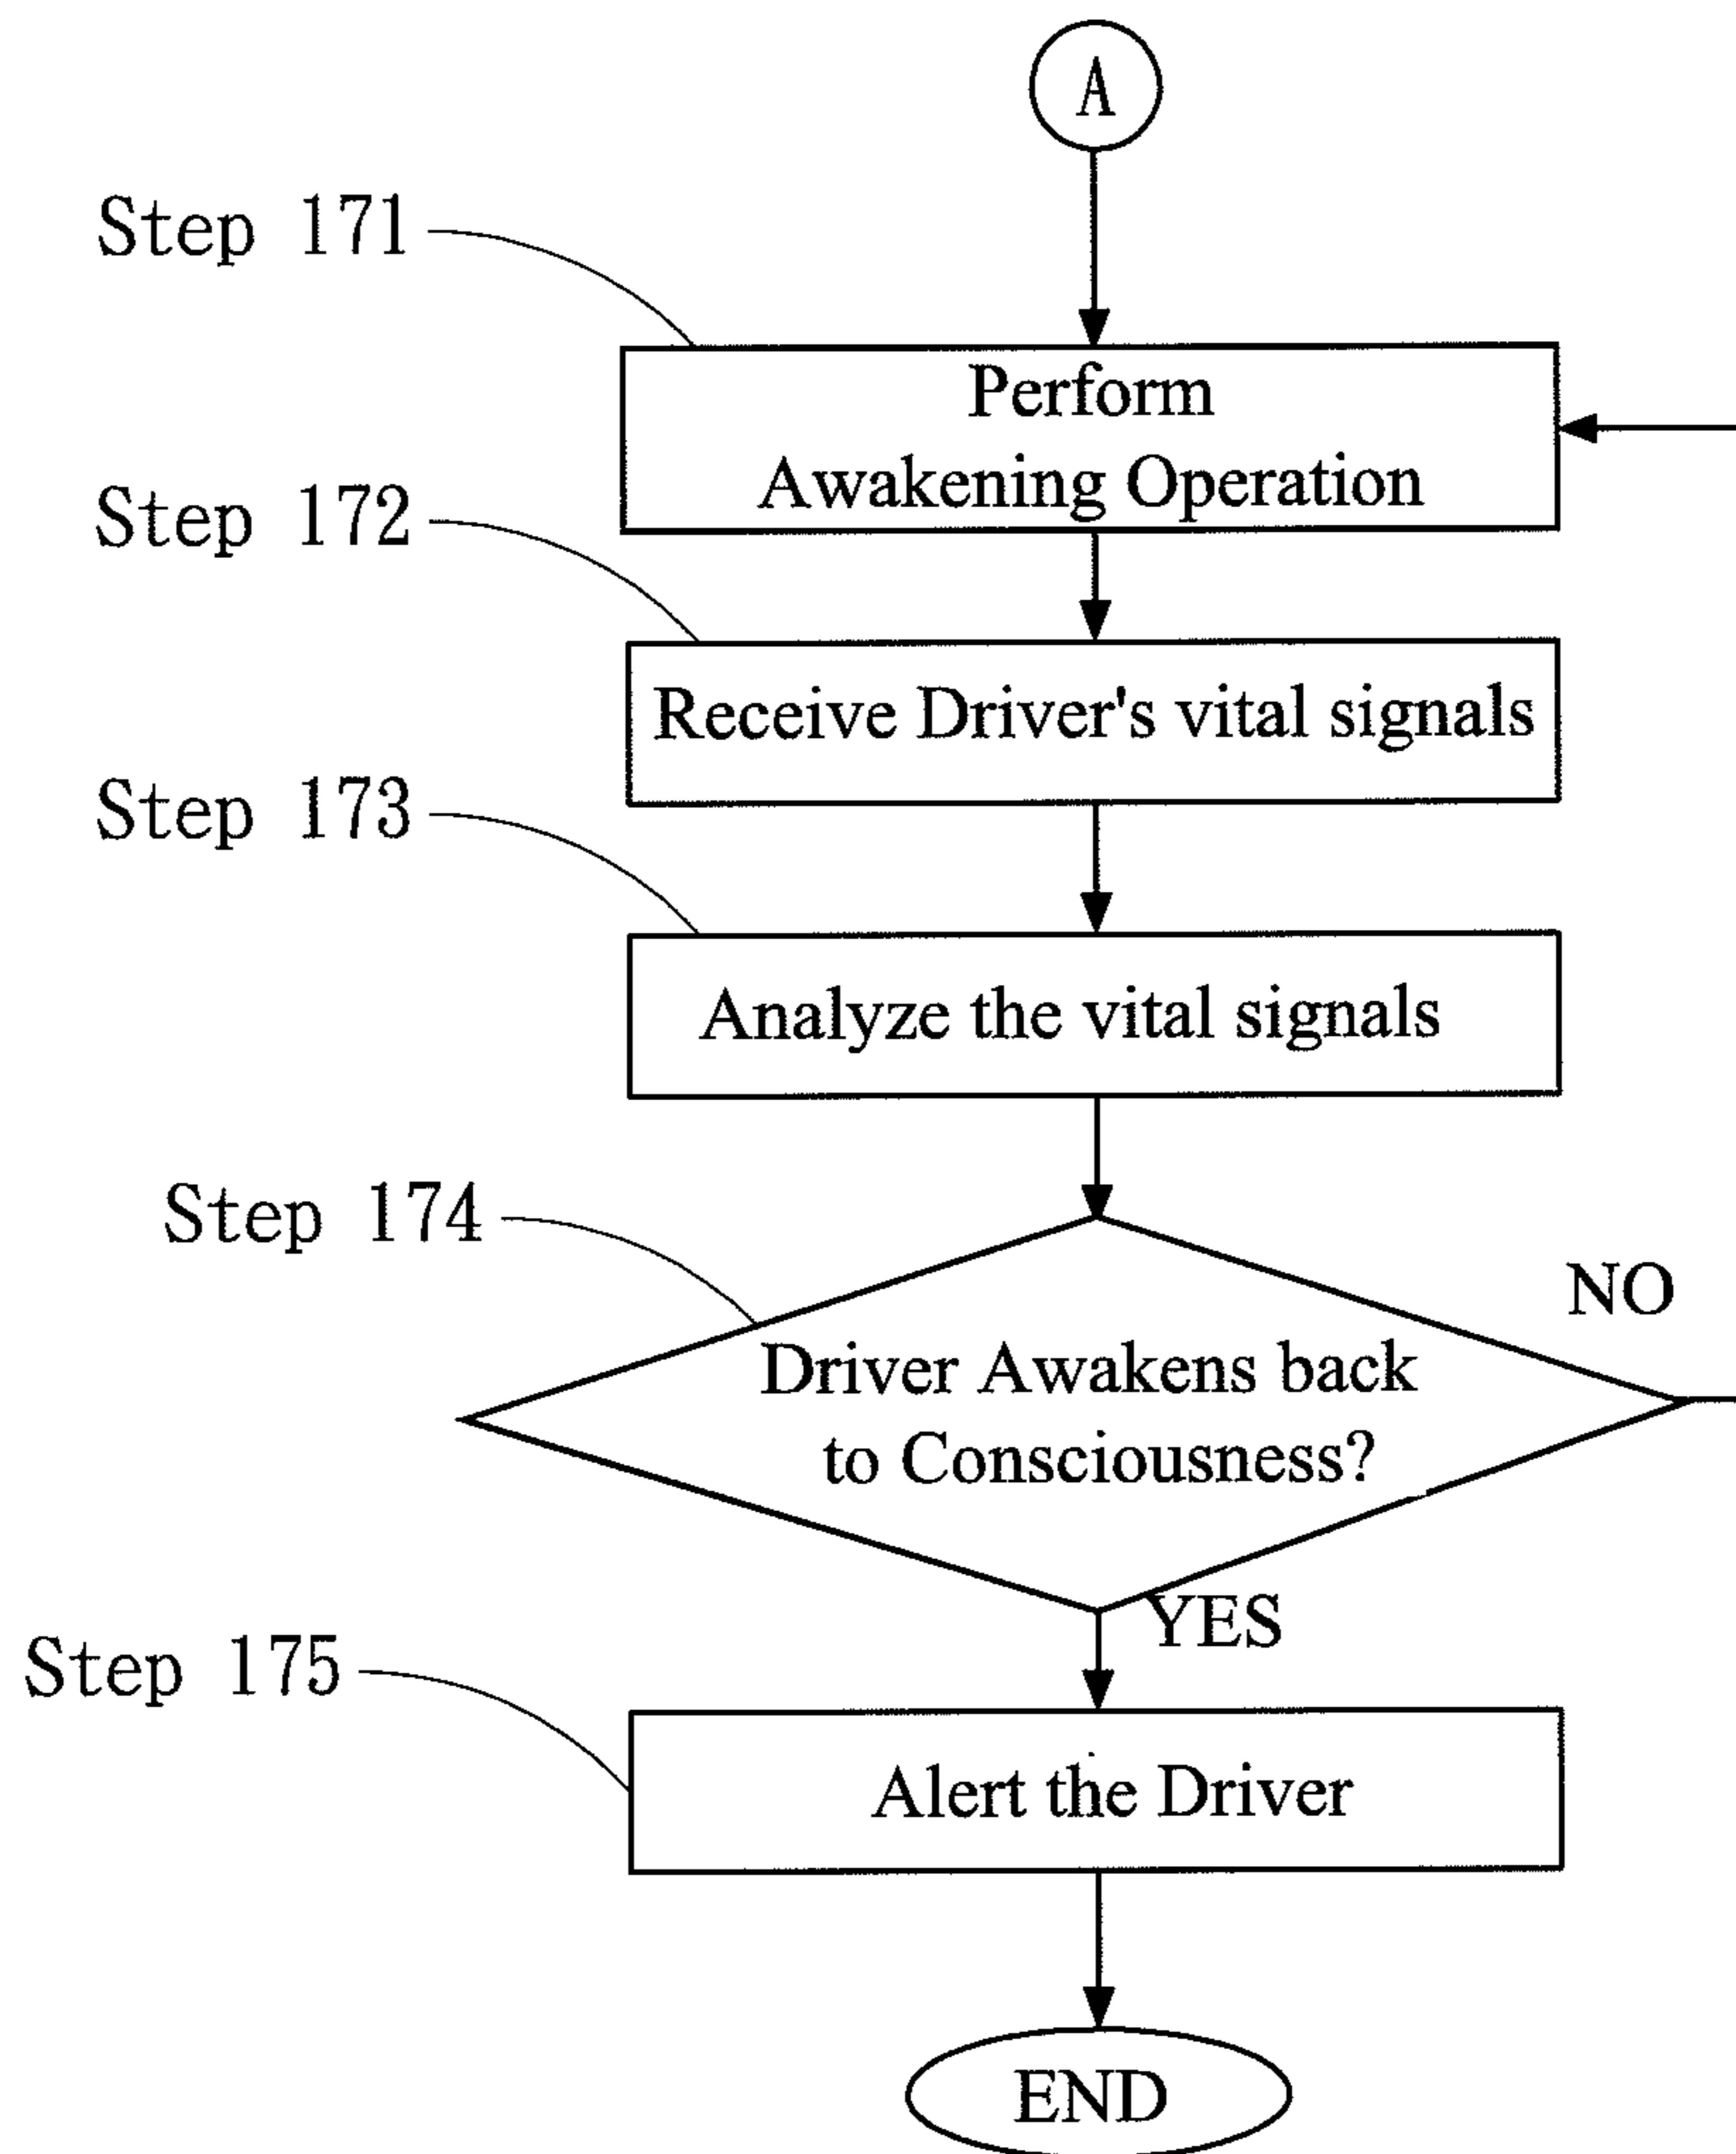 A
Step 171
Perform
Awakening Operation
Step 172
Receive Driver's vital signals
Step 173
Analyze the vital signals
Step 174
NO
Driver Awakens back
to Consciousness?
YES
Step 175
Alert the Driver
END